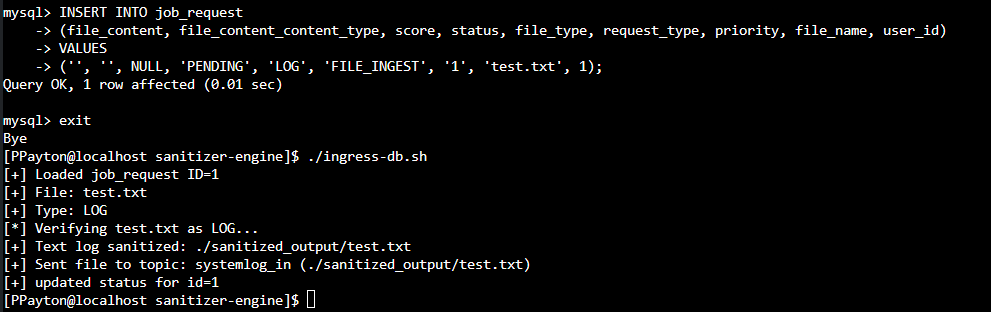 mysql> INSERT INTO job_request
    -> (file_content, file_content_content_type, score, status, file_type, request_type, priority, file_name, user_id)
    -> VALUES
    -> ('', '', NULL, 'PENDING', 'LOG', 'FILE_INGEST', '1', 'test.txt', 1);
Query OK, 1 row affected (0.01 sec)

mysql> exit
Bye
[PPayton@localhost sanitizer-engine]$ ./ingress-db.sh
[+] Loaded job_request ID=1
[+] File: test.txt
[+] Type: LOG
[*] Verifying test.txt as LOG...
[+] Text log sanitized: ./sanitized_output/test.txt
[+] Sent file to topic: systemlog_in (./sanitized_output/test.txt)
[+] updated status for id=1
[PPayton@localhost sanitizer-engine]$